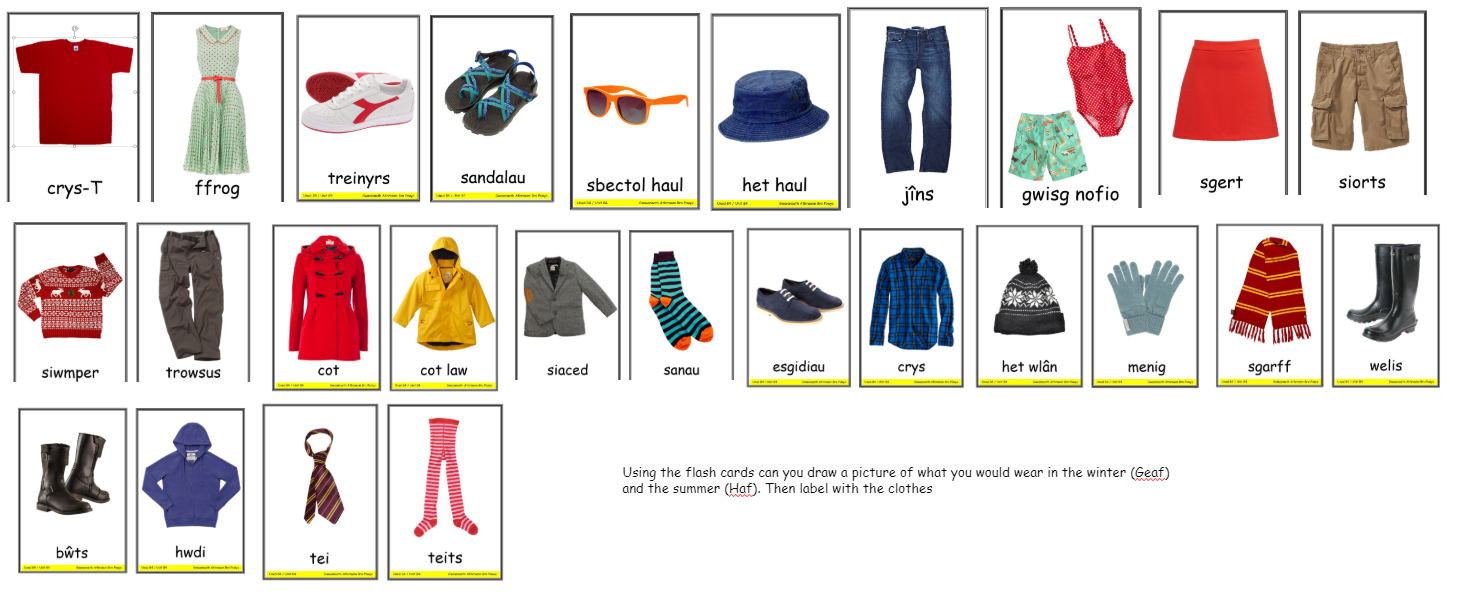 crys-T
ffrog
treinyrs
sandalau
sbectol haul
het haul
jîns
gwisg nofio
sgert
siorts
siwmper
trowsus
cot
cot law
siaced
sanau
esgidiau
crys
het wlân
menig
sgarff
welis
bŵts
hwdi
tei
teits
Using the flash cards can you draw a picture of what you would wear in the winter (Geaf)
and the summer (Haf). Then label with the clothes